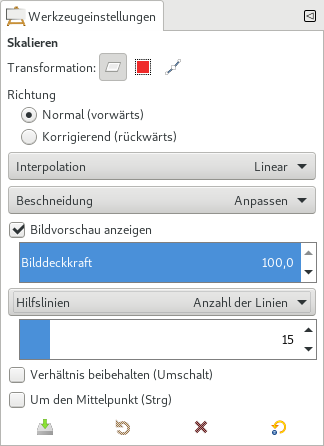 Werkzeugeinstellungen
Skalieren
Transformation:
Richtung
Normal (vorwärts)
Korrigierend (rückwärts)
Interpolation Linear
Beschneidung Anpassen
Bildvorschau anzeigen
Bilddeckkraft 100,0
Hilfslinien Anzahl der Linien
15
Verhältnis beibehalten (Umschalt)
Um den Mittelpunkt (Strg)